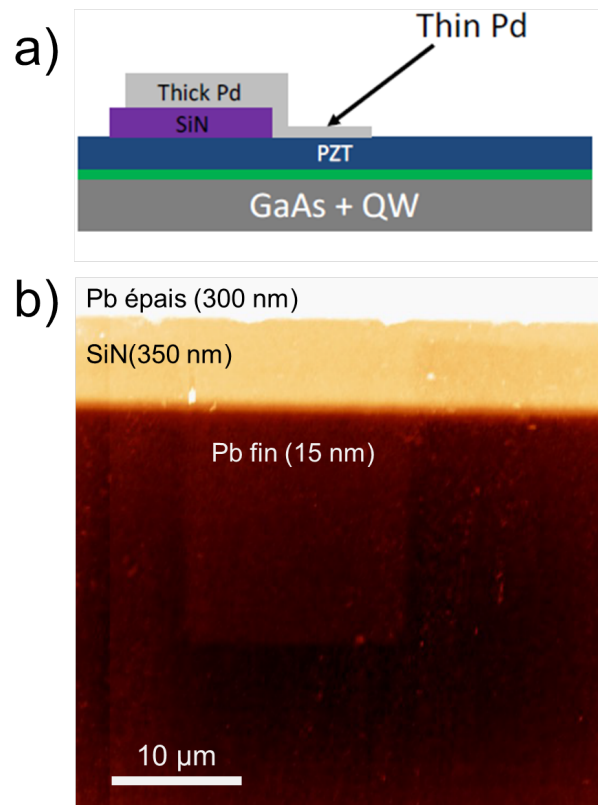 a)
Thin Pd
Thick Pd
SiN
PZT
GaAs + QW
b)
Pb épais (300 nm)
SiN(350 nm)
Pb fin (15 nm)
10 µm